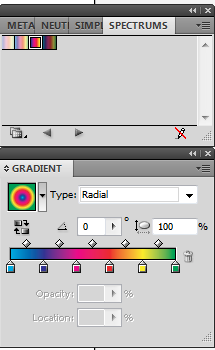 META NEUT SIMPL SPECTRUMS
GRADIENT
Type: Radial
0 ° 100 %
Opacity: %
Location: %